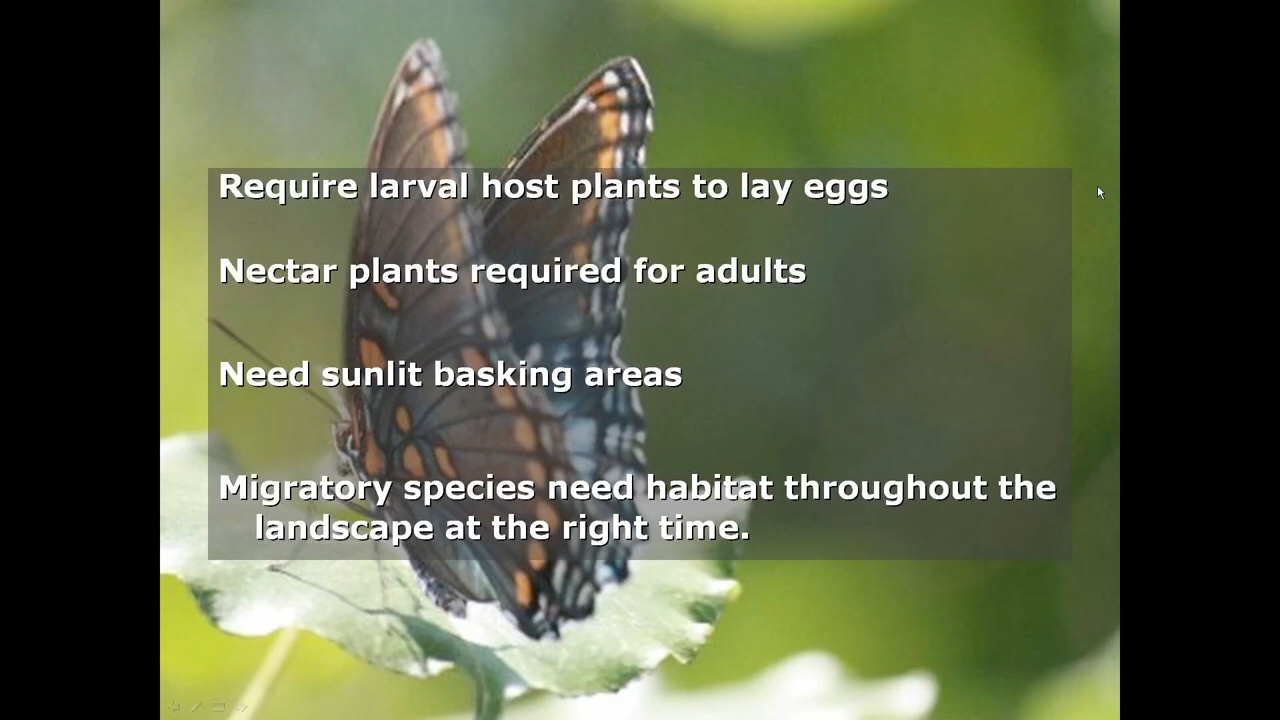 Require larval host plants to lay eggs
Nectar plants required for adults
Need sunlit basking areas
Migratory species need habitat throughout the
landscape at the right time.